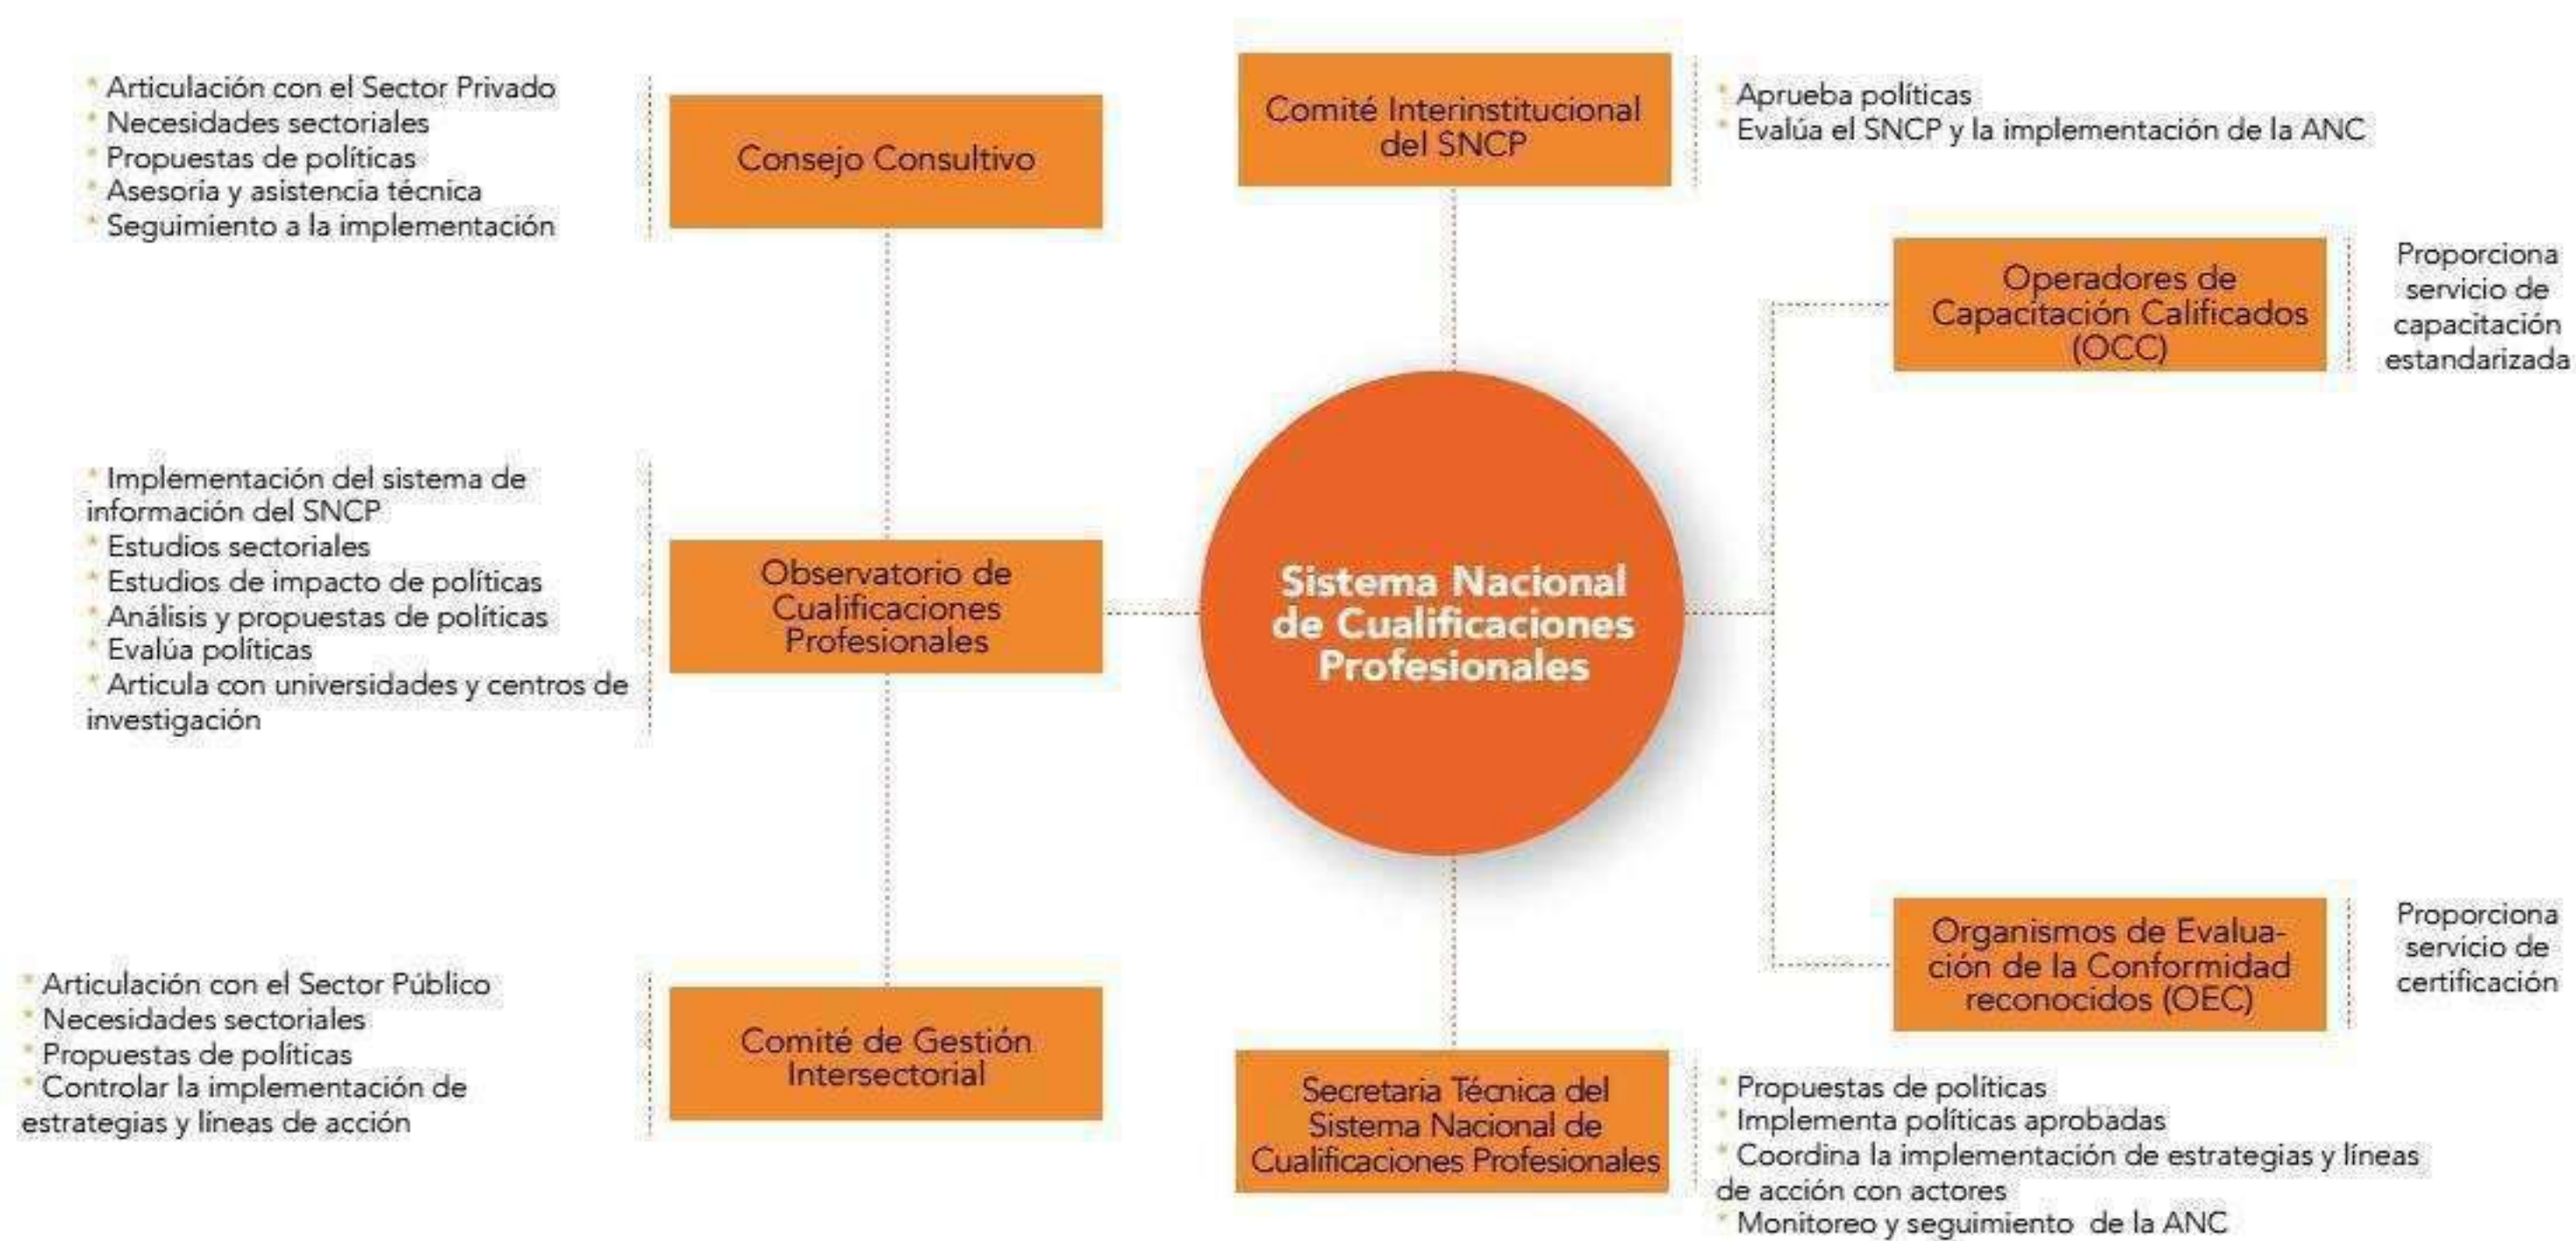 * Articulación con el Sector Privado
* Necesidades sectoriales
* Propuestas de políticas
* Asesoría y asistencia técnica
* Seguimiento a la implementación
Consejo Consultivo
Comité Interinstitucional
del SNCP
* Aprueba políticas
* Evalúa el SNCP y la implementación de la ANC
Operadores de
Capacitación Calificados
(OCC)
Proporciona
servicio de
capacitación
estandarizada
* Implementación del sistema de
información del SNCP
* Estudios sectoriales
* Estudios de impacto de políticas
* Análisis y propuestas de políticas
* Evalúa políticas
* Articula con universidades y centros de
investigación
Observatorio de
Cualificaciones
Profesionales
Sistema Nacional
de Cualificaciones
Profesionales
Organismos de Evalua-
ción de la Conformidad
reconocidos (OEC)
Proporciona
servicio de
certificación
* Articulación con el Sector Público
* Necesidades sectoriales
* Propuestas de políticas
* Controlar la implementación de
estrategias y líneas de acción
Comité de Gestión
Intersectorial
Secretaria Técnica del
Sistema Nacional de
Cualificaciones Profesionales
* Propuestas de políticas
* Implementa políticas aprobadas
* Coordina la implementación de estrategias y líneas
de acción con actores
* Monitoreo y seguimiento de la ANC